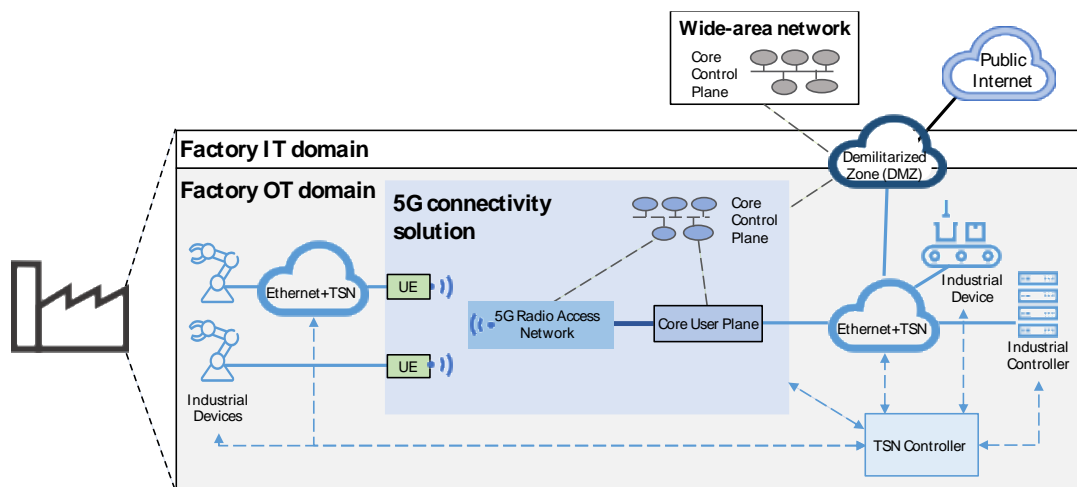 Wide-area network
Core
Control
Plane
Public
Internet
Factory IT domain
Demilitarized
Zone (DMZ)
Factory OT domain
5G connectivity
solution
Core
Control
Plane
Ethernet+TSN
UE
Industrial
Device
5G Radio Access
Network
Core User Plane
Ethernet+TSN
Industrial
Controller
UE
Industrial
Devices
TSN Controller